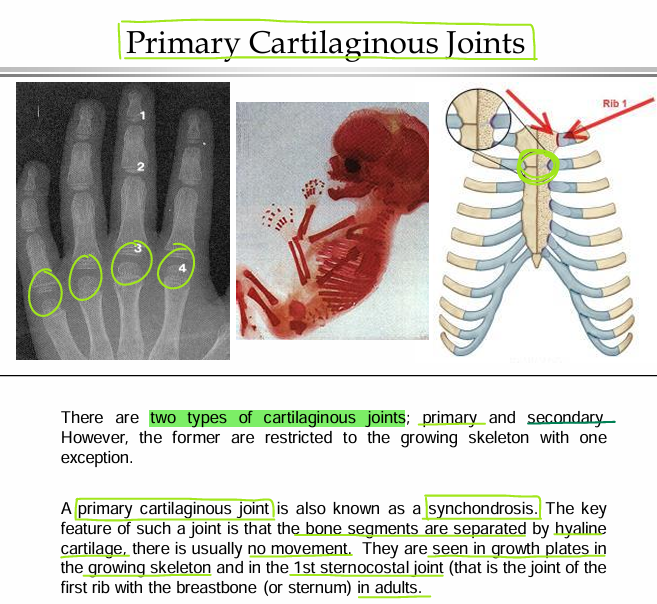 Primary Cartilaginous Joints
1
2
3
4
Rib 1
There are two types of cartilaginous joints; primary and secondary.
However, the former are restricted to the growing skeleton with one
exception.
A primary cartilaginous joint is also known as a synchondrosis. The key
feature of such a joint is that the bone segments are separated by hyaline
cartilage, there is usually no movement. They are seen in growth plates in
the growing skeleton and in the 1st sternocostal joint (that is the joint of the
first rib with the breastbone (or sternum) in adults.